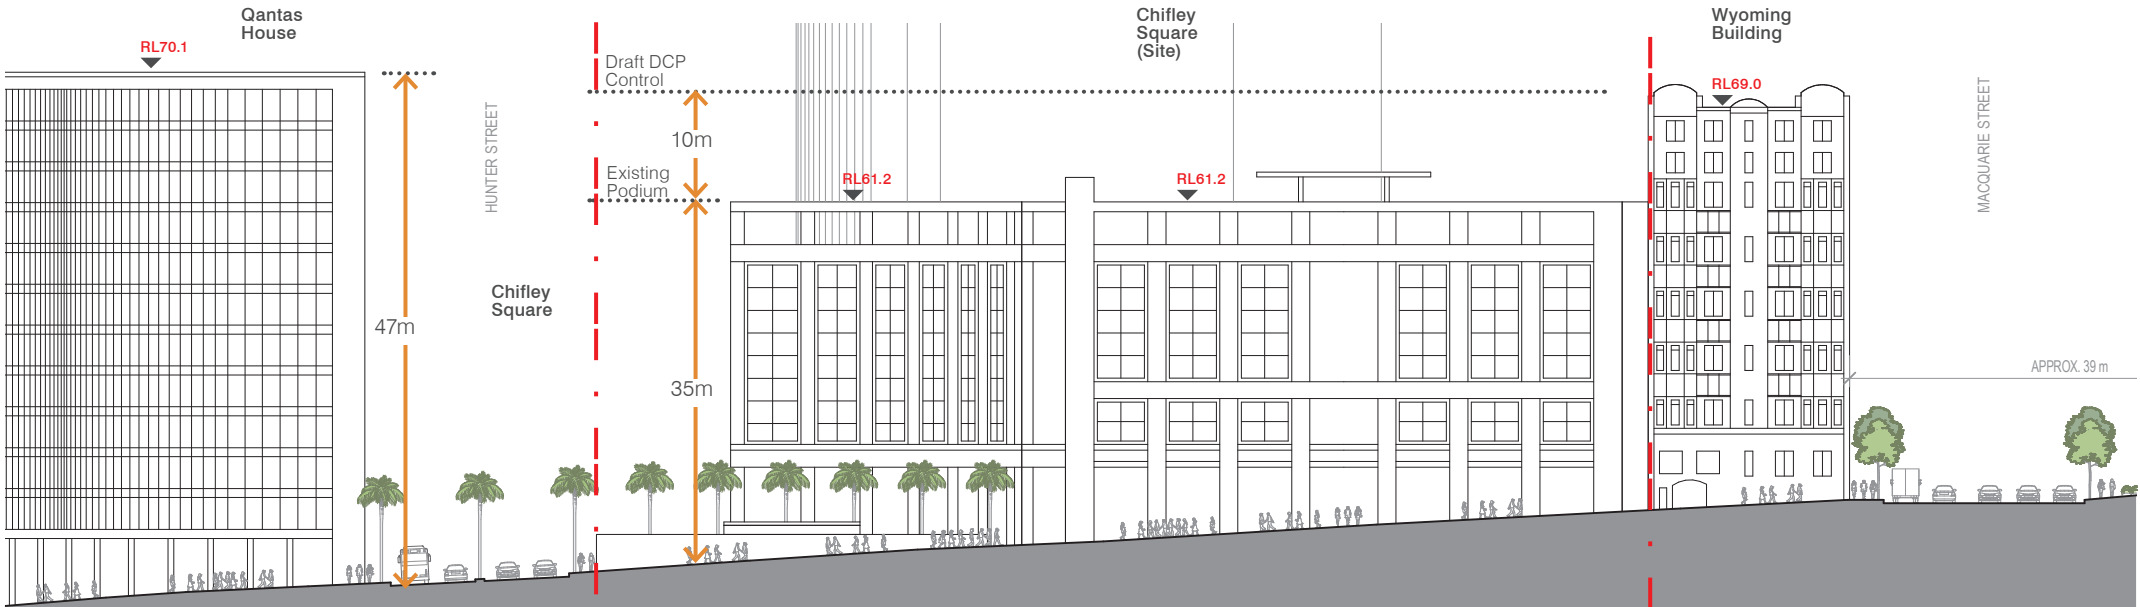 Qantas
House
RL70.1
HUNTER STREET
47m
Chifley
Square
Draft DCP
Control
10m
Existing
Podium
35m
RL61.2
Chifley
Square
(Site)
RL61.2
Wyoming
Building
RL69.0
MACQUARIE STREET
APPROX. 39 m